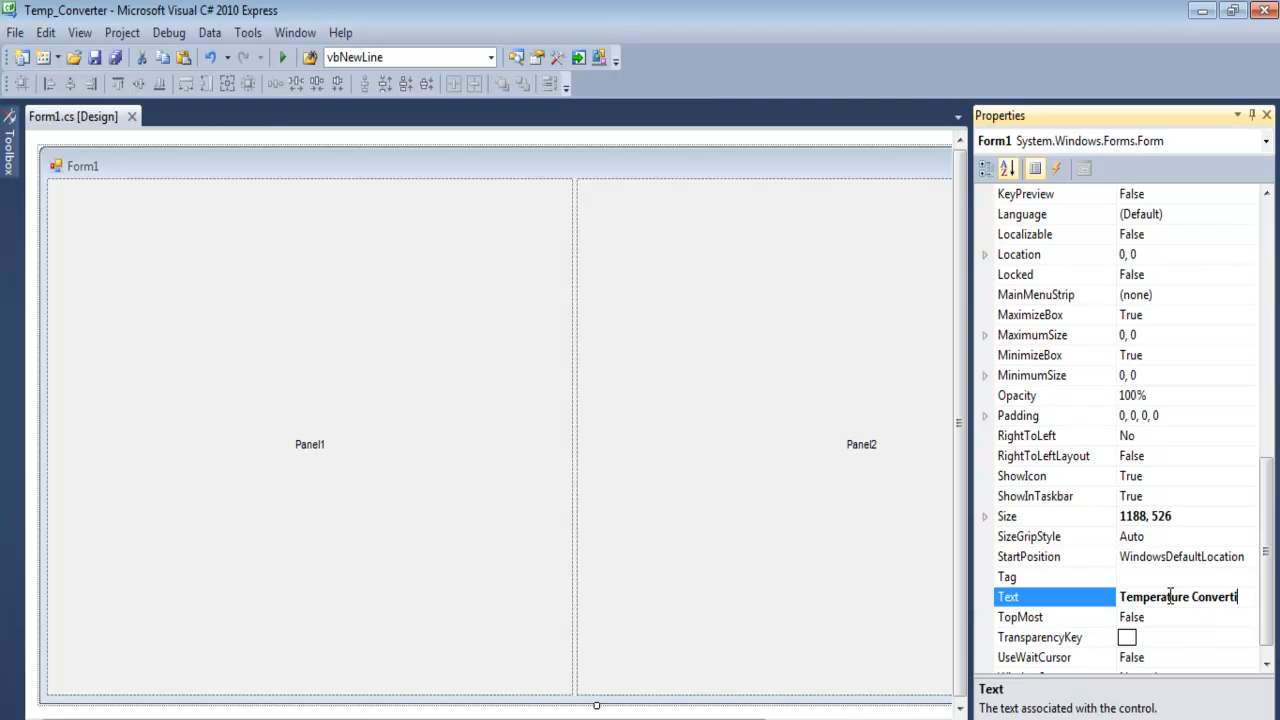 Temp_Converter - Microsoft Visual C# 2010 Express
File Edit View Project Debug Data Tools Window Help
vbNewLine
Toolbox
Form1.cs [Design]
Form1
Panel1
Panel2
Properties
Form1 System.Windows.Forms.Form
KeyPreview False
Language (Default)
Localizable False
Location 0, 0
Locked False
MainMenuStrip (none)
MaximizeBox True
MaximumSize 0, 0
MinimizeBox True
MinimumSize 0, 0
Opacity 100%
Padding 0, 0, 0, 0
RightToLeft No
RightToLeftLayout False
ShowIcon True
ShowInTaskbar True
Size 1188, 526
SizeGripStyle Auto
StartPosition WindowsDefaultLocation
Tag
Text Temperature Converti
TopMost False
TransparencyKey
UseWaitCursor False
Text
The text associated with the control.